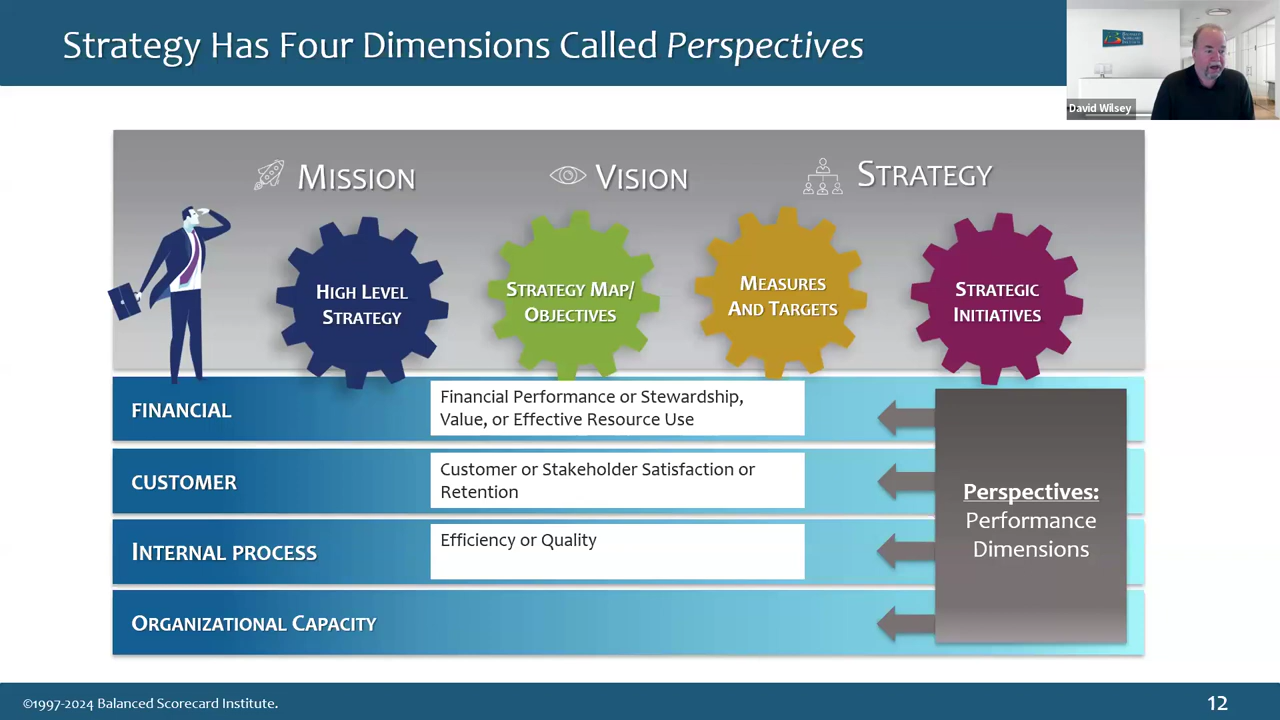 Strategy Has Four Dimensions Called Perspectives
David Wilsey
MISSION
VISION
STRATEGY
HIGH LEVEL
STRATEGY
STRATEGY MAP/
OBJECTIVES
MEASURES
AND TARGETS
STRATEGIC
INITIATIVES
FINANCIAL
Financial Performance or Stewardship,
Value, or Effective Resource Use
CUSTOMER
Customer or Stakeholder Satisfaction or
Retention
INTERNAL PROCESS
Efficiency or Quality
ORGANIZATIONAL CAPACITY
Perspectives:
Performance
Dimensions
©1997-2024 Balanced Scorecard Institute.
12